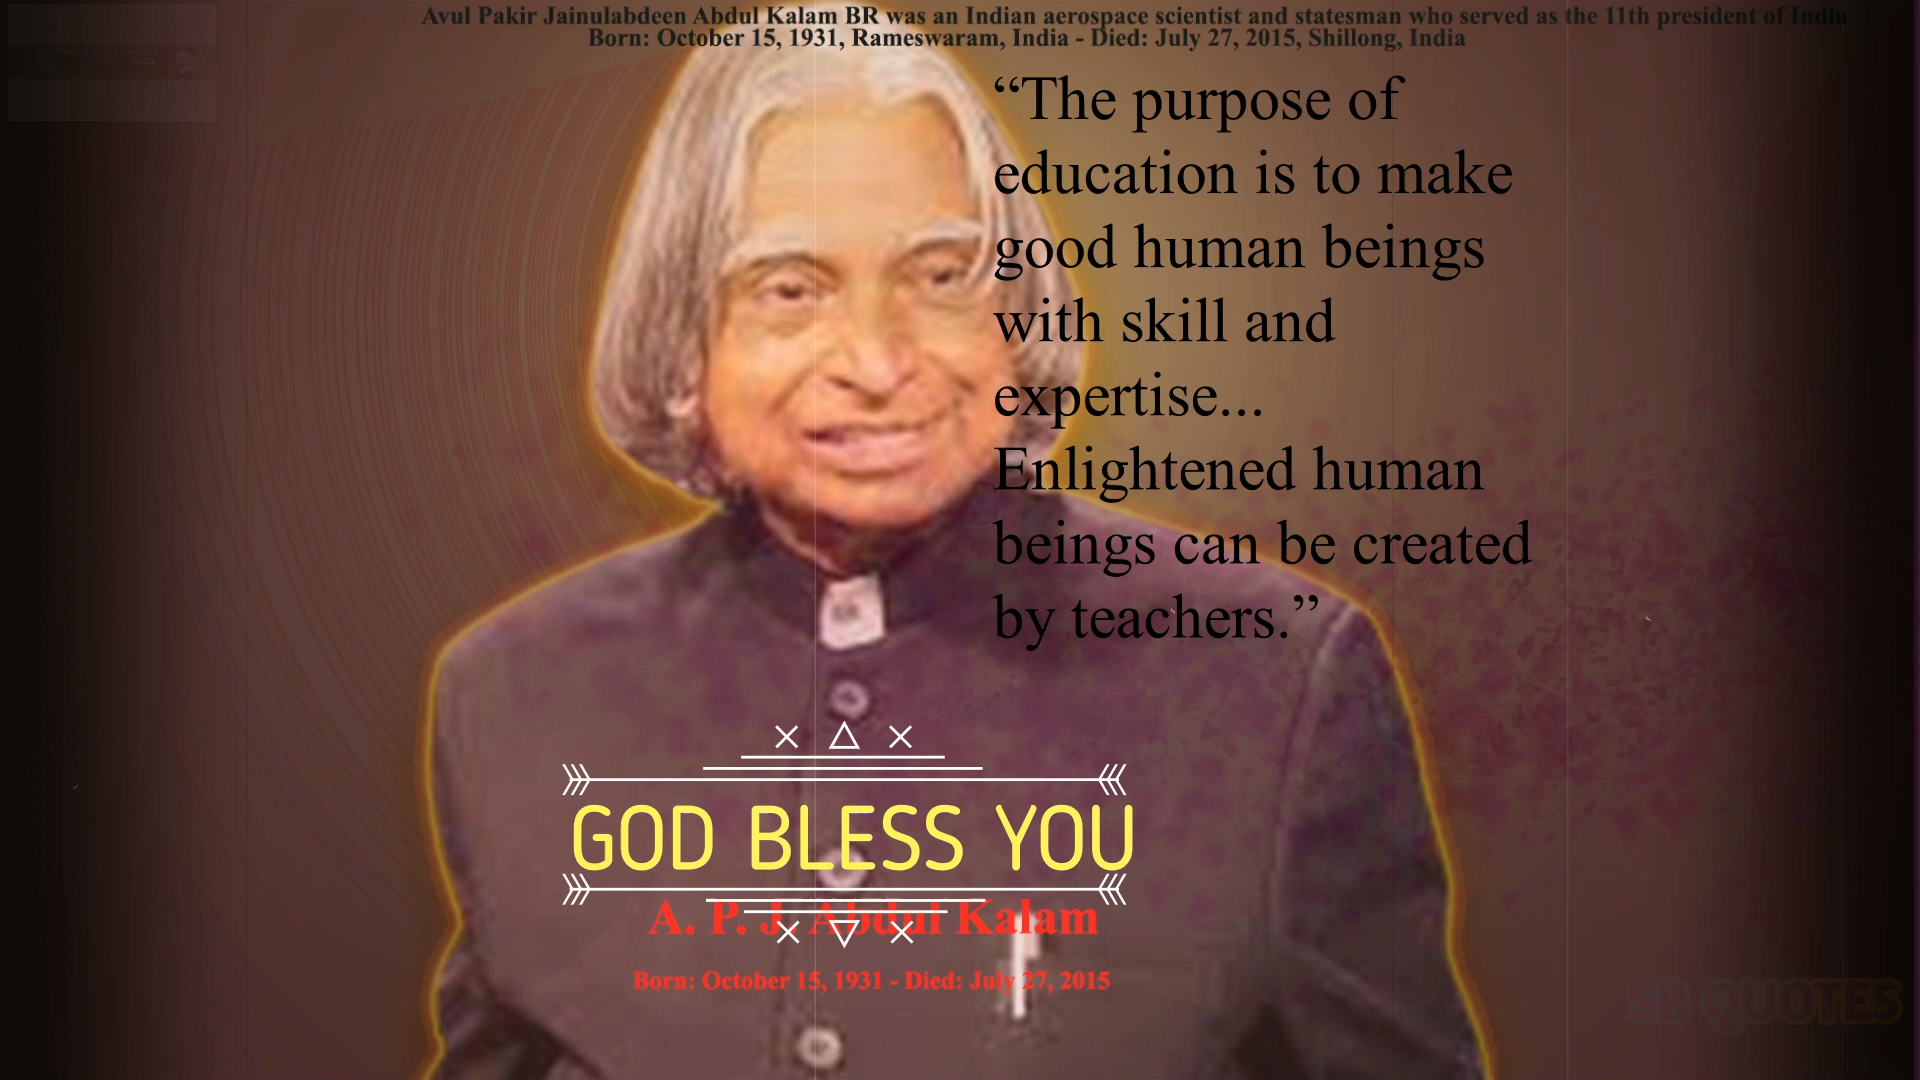 Avul Pakir Jainulabdeen Abdul Kalam BR was an Indian aerospace scientist and statesman who served as the 11th president of India
Born: October 15, 1931, Rameswaram, India - Died: July 27, 2015, Shillong, India
“The purpose of
education is to make
good human beings
with skill and
expertise...
Enlightened human
beings can be created
by teachers.”
GOD BLESS YOU
A. P. J. Abdul Kalam
Born: October 15, 1931 - Died: July 27, 2015
SB QUOTES